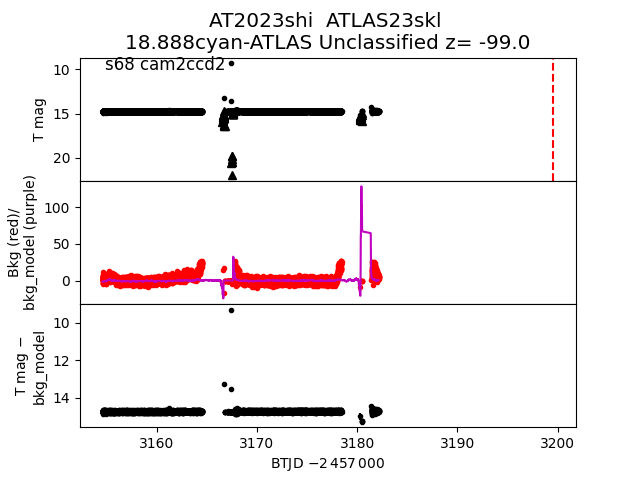 AT2023shi  ATLAS23skl
18.888cyan-ATLAS Unclassified z= -99.0
s68 cam2ccd2
T mag
10
15
20
Bkg (red)/
bkg_model (purple)
100
50
0
T mag −
bkg_model
10
12
14
3160
3170
3180
3190
3200
BTJD −2 457 000